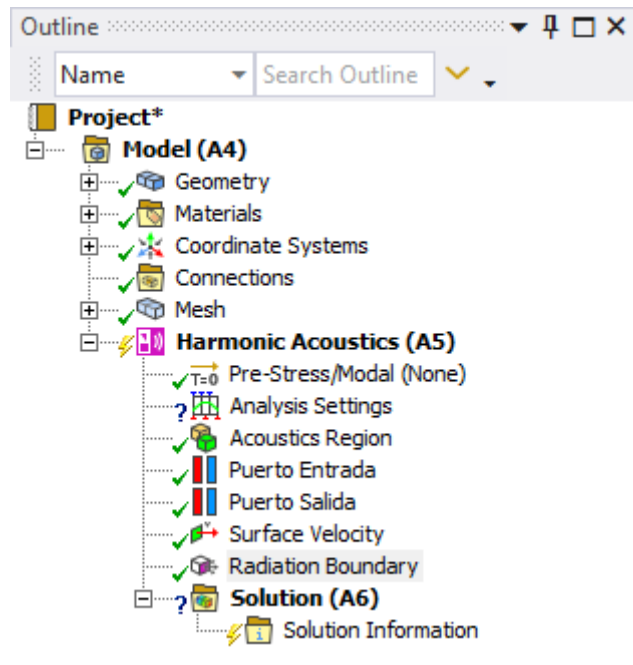 Outline
Name Search Outline
Project*
Model (A4)
Geometry
Materials
Coordinate Systems
Connections
Mesh
Harmonic Acoustics (A5)
T=0 Pre-Stress/Modal (None)
? Analysis Settings
Acoustics Region
Puerto Entrada
Puerto Salida
V Surface Velocity
Radiation Boundary
? Solution (A6)
i Solution Information